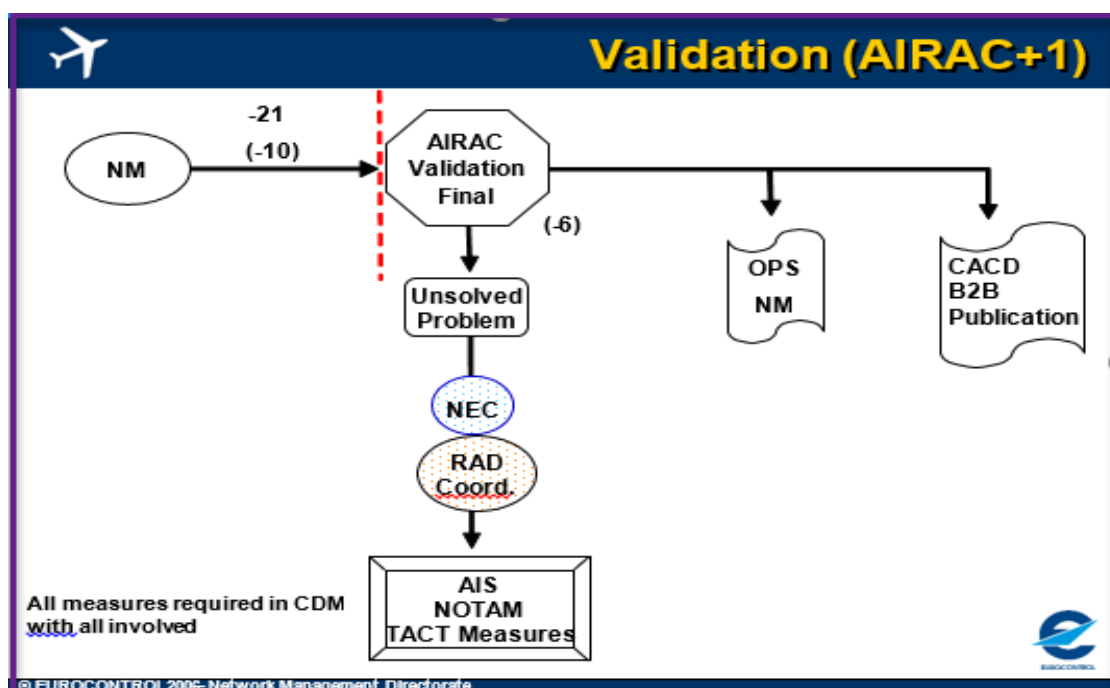 Validation (AIRAC+1)
-21
(-10)
NM
AIRAC
Validation
Final
(-6)
OPS
NM
CACD
B2B
Publication
Unsolved
Problem
NEC
RAD
Coord.
AIS
NOTAM
TACT Measures
All measures required in CDM
with all involved
EUROCONTROL
© EUROCONTROL 2006- Network Management Directorate